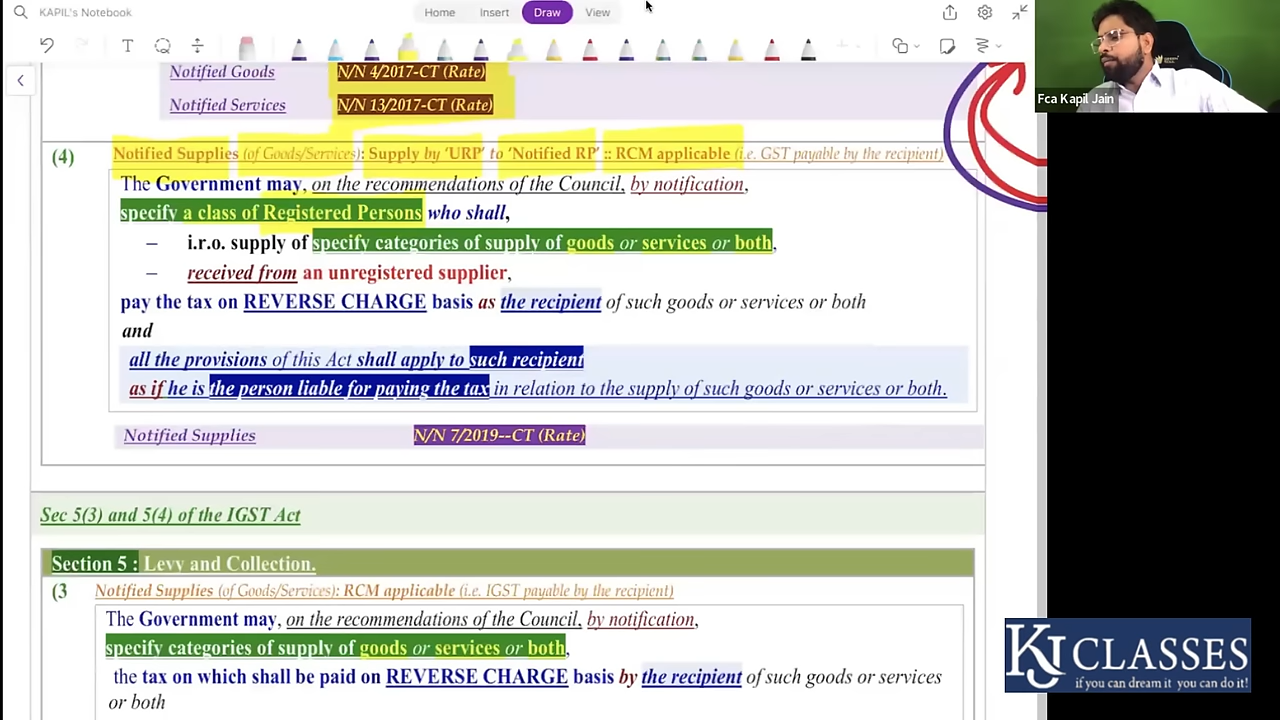 KAPIL's Notebook
Home Insert Draw View
Fca Kapil Jain
Notified Goods N/N 4/2017-CT (Rate)
Notified Services N/N 13/2017-CT (Rate)
(4) Notified Supplies (of Goods/Services): Supply by 'URP' to 'Notified RP' :: RCM applicable (i.e. GST payable by the recipient)
The Government may, on the recommendations of the Council, by notification,
specify a class of Registered Persons who shall,
– i.r.o. supply of specify categories of supply of goods or services or both,
– received from an unregistered supplier,
pay the tax on REVERSE CHARGE basis as the recipient of such goods or services or both
and
all the provisions of this Act shall apply to such recipient
as if he is the person liable for paying the tax in relation to the supply of such goods or services or both.
Notified Supplies N/N 7/2019--CT (Rate)
Sec 5(3) and 5(4) of the IGST Act
Section 5 : Levy and Collection.
(3 Notified Supplies (of Goods/Services): RCM applicable (i.e. IGST payable by the recipient)
The Government may, on the recommendations of the Council, by notification,
specify categories of supply of goods or services or both,
the tax on which shall be paid on REVERSE CHARGE basis by the recipient of such goods or services
or both
KJ CLASSES
if you can dream it you can do it!